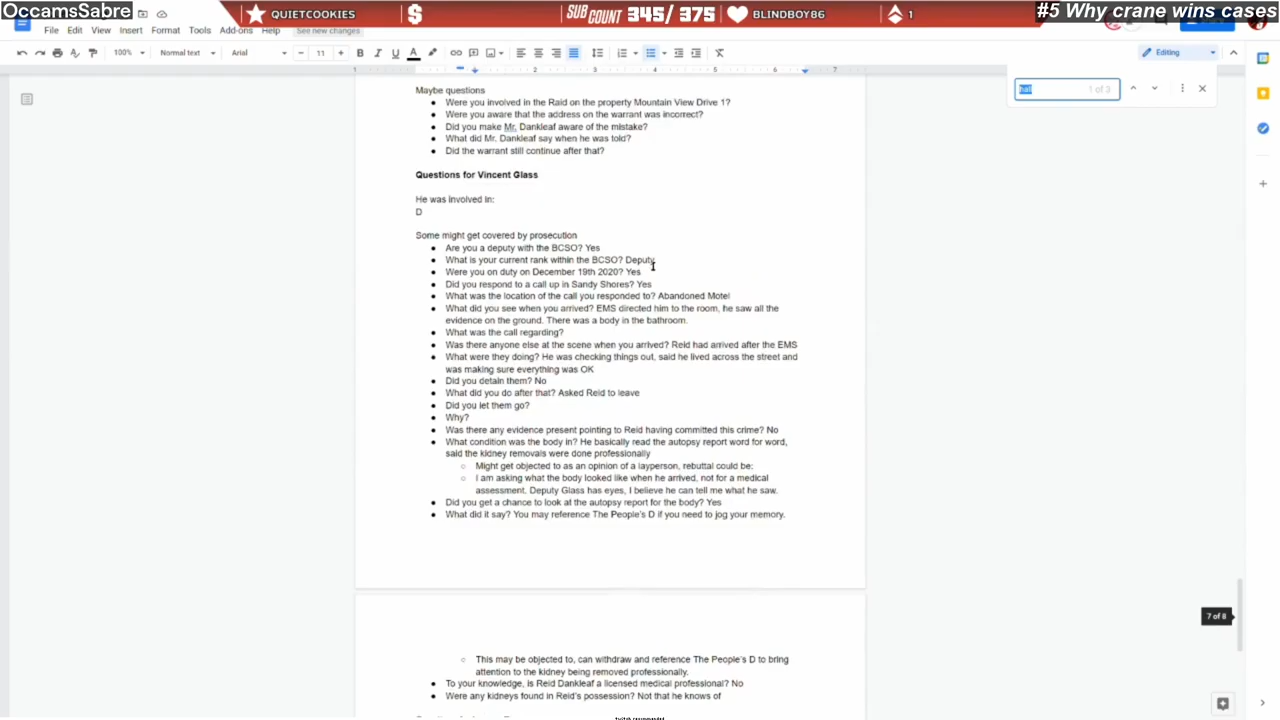 OccamsSabre
QUIETCOOKIES
$
SUB COUNT 345/ 375
BLINDBOY86
1
#5 Why crane wins cases
File Edit View Insert Format Tools Add-ons Help See new changes
100% Normal text Arial 11 Editing
1 2 3 4 5 6 7
1 of 3
Maybe questions
Were you involved in the Raid on the property Mountain View Drive 1?
Were you aware that the address on the warrant was incorrect?
Did you make Mr. Dankleaf aware of the mistake?
What did Mr. Dankleaf say when he was told?
Did the warrant still continue after that?
Questions for Vincent Glass
He was involved in:
D
Some might get covered by prosecution
Are you a deputy with the BCSO? Yes
What is your current rank within the BCSO? Deputy
Were you on duty on December 19th 2020? Yes
Did you respond to a call up in Sandy Shores? Yes
What was the location of the call you responded to? Abandoned Motel
What did you see when you arrived? EMS directed him to the room, he saw all the
evidence on the ground. There was a body in the bathroom.
What was the call regarding?
Was there anyone else at the scene when you arrived? Reid had arrived after the EMS
What were they doing? He was checking things out, said he lived across the street and
was making sure everything was OK
Did you detain them? No
What did you do after that? Asked Reid to leave
Did you let them go?
Why?
Was there any evidence present pointing to Reid having committed this crime? No
What condition was the body in? He basically read the autopsy report word for word,
said the kidney removals were done professionally
Might get objected to as an opinion of a layperson, rebuttal could be:
I am asking what the body looked like when he arrived, not for a medical
assessment, Deputy Glass has eyes, I believe he can tell me what he saw.
Did you get a chance to look at the autopsy report for the body? Yes
What did it say? You may reference The People's D if you need to jog your memory.
7 of 8
This may be objected to, can withdraw and reference The People's D to bring
attention to the kidney being removed professionally.
To your knowledge, is Reid Dankleaf a licensed medical professional? No
Were any kidneys found in Reid's possession? Not that he knows of